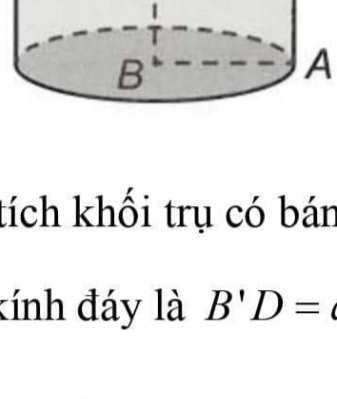 B A
tích khối trụ có bán
kính đáy là B'D =